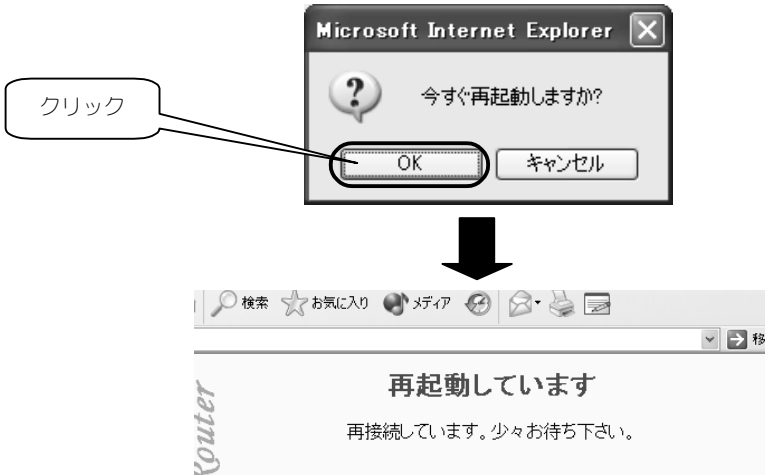 Microsoft Internet Explorer
クリック
今すぐ再起動しますか?
OK キャンセル
検索 お気に入り メディア
移
再起動しています
Router
再接続しています。少々お待ち下さい。